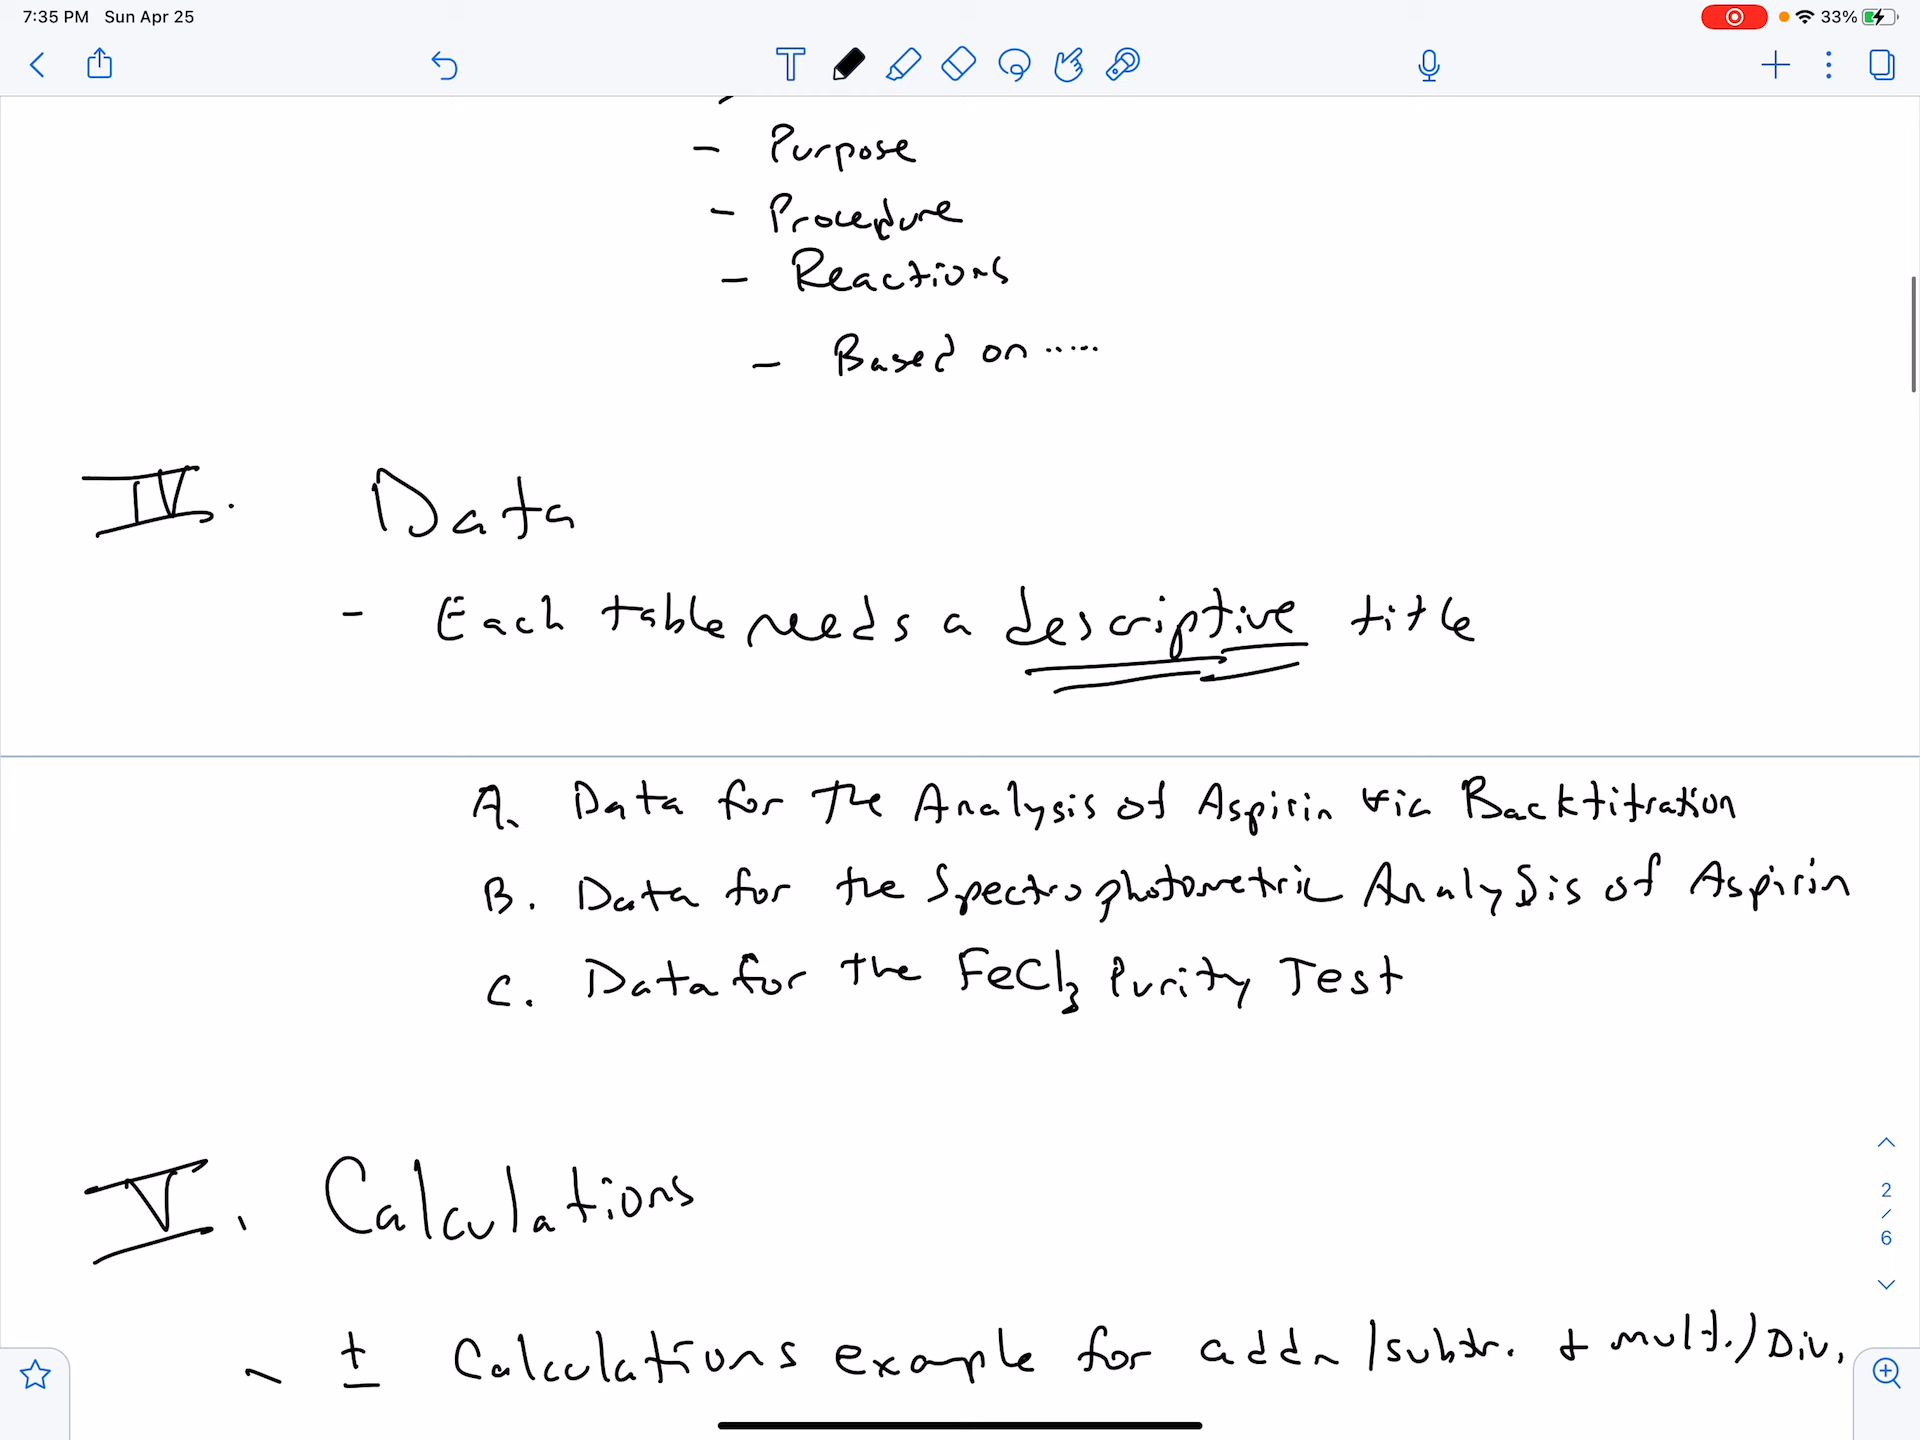 7:35 PM Sun Apr 25
33%
- Purpose
- Procedure
- Reactions
- Based on .....
IV. Data
- Each table needs a descriptive title
A. Data for the Analysis of Aspirin via Backtitration
B. Data for the Spectrophotometric Analysis of Aspirin
C. Data for the FeCl3 Purity Test
V. Calculations
- ± Calculations example for addn/subtr. + mult./Div.
2
/
6